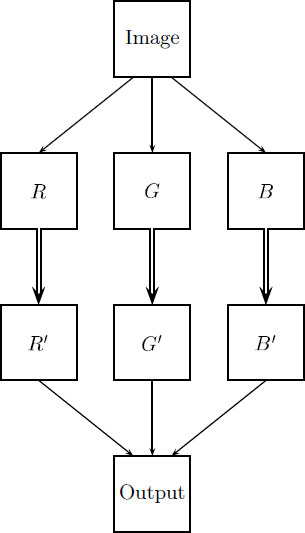 Image
R G B
R′ G′ B′
Output